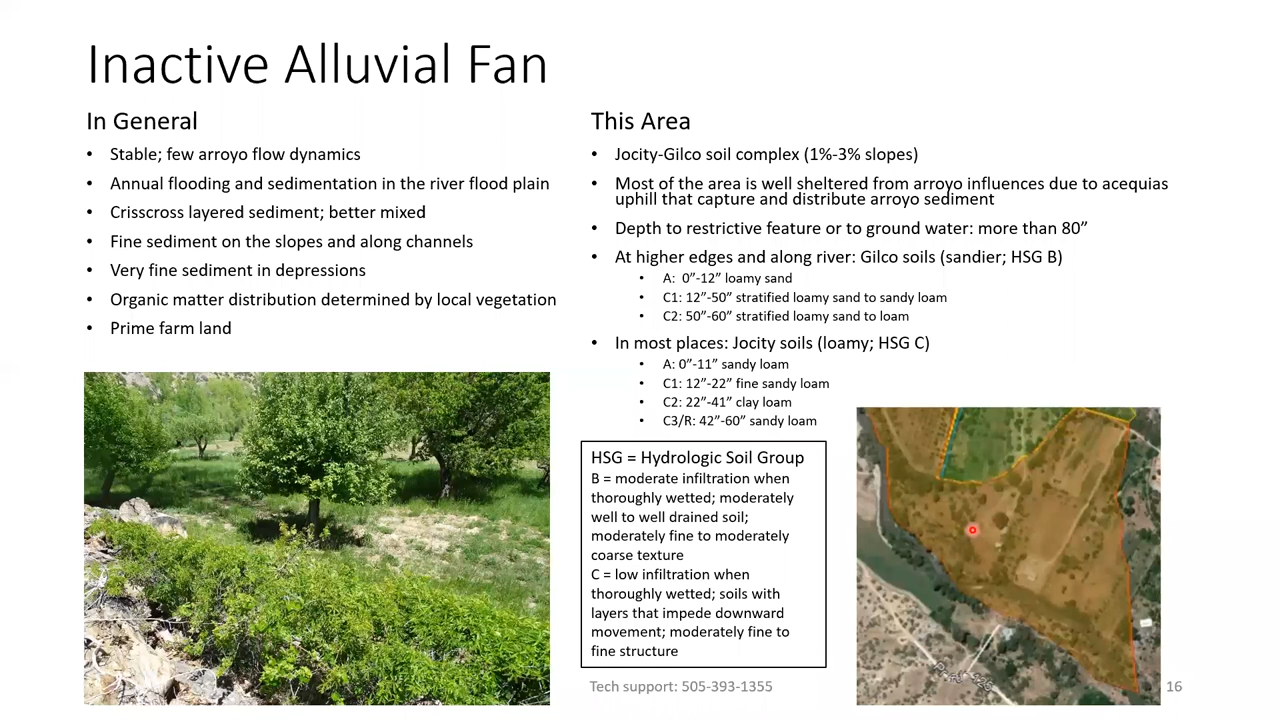 Inactive Alluvial Fan
In General
• Stable; few arroyo flow dynamics
• Annual flooding and sedimentation in the river flood plain
• Crisscross layered sediment; better mixed
• Fine sediment on the slopes and along channels
• Very fine sediment in depressions
• Organic matter distribution determined by local vegetation
• Prime farm land
This Area
• Jocity-Gilco soil complex (1%-3% slopes)
• Most of the area is well sheltered from arroyo influences due to acequias
uphill that capture and distribute arroyo sediment
• Depth to restrictive feature or to ground water: more than 80”
• At higher edges and along river: Gilco soils (sandier; HSG B)
• A: 0”-12” loamy sand
• C1: 12”-50” stratified loamy sand to sandy loam
• C2: 50”-60” stratified loamy sand to loam
• In most places: Jocity soils (loamy; HSG C)
• A: 0”-11” sandy loam
• C1: 12”-22” fine sandy loam
• C2: 22”-41” clay loam
• C3/R: 42”-60” sandy loam
HSG = Hydrologic Soil Group
B = moderate infiltration when
thoroughly wetted; moderately
well to well drained soil;
moderately fine to moderately
coarse texture
C = low infiltration when
thoroughly wetted; soils with
layers that impede downward
movement; moderately fine to
fine structure
Tech support: 505-393-1355
16